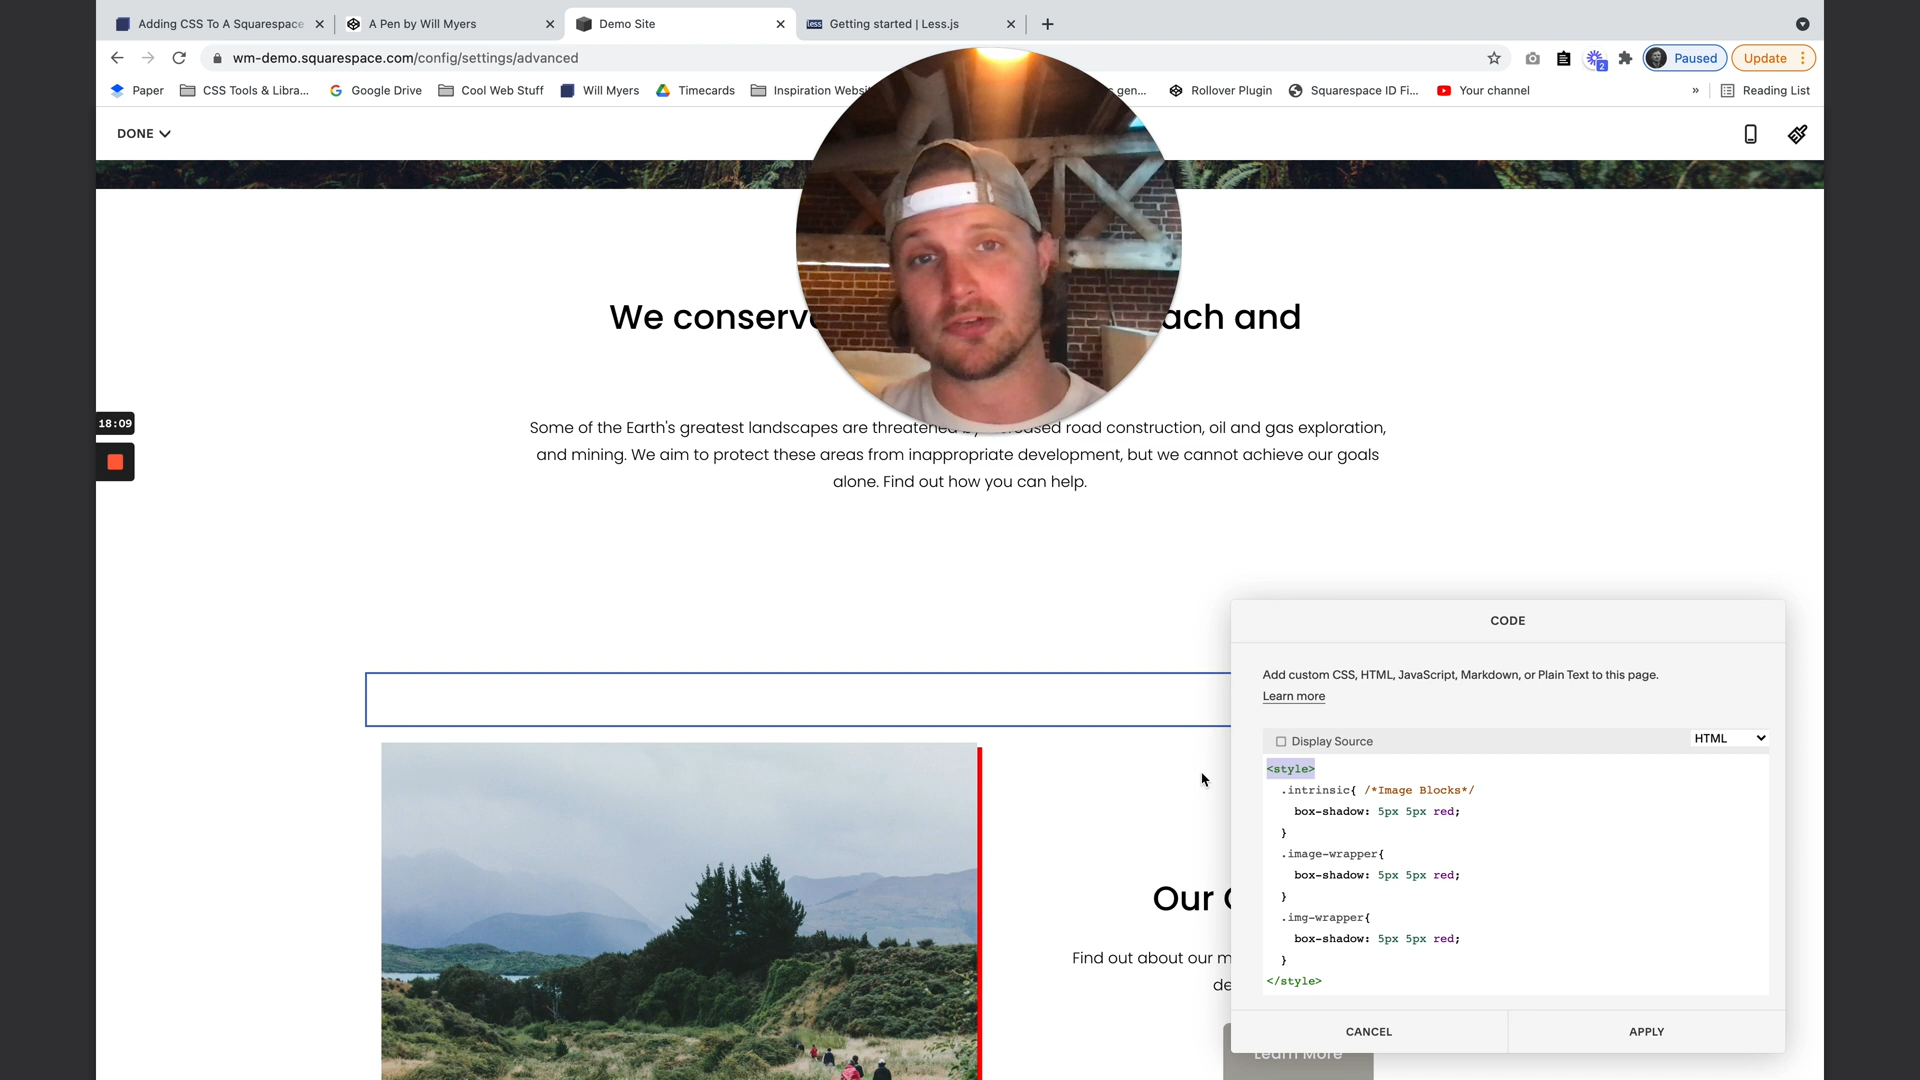 Adding CSS To A Squarespace
A Pen by Will Myers
Demo Site
less Getting started | Less.js
wm-demo.squarespace.com/config/settings/advanced
2
Paused
Update
Paper
CSS Tools & Libra...
Google Drive
Cool Web Stuff
Will Myers
Timecards
Inspiration Websi
s gen...
Rollover Plugin
Squarespace ID Fi...
Your channel
»
Reading List
DONE
We conserv
ach and
18:09
Some of the Earth's greatest landscapes are threatened by increased road construction, oil and gas exploration,
and mining. We aim to protect these areas from inappropriate development, but we cannot achieve our goals
alone. Find out how you can help.
CODE
Add custom CSS, HTML, JavaScript, Markdown, or Plain Text to this page.
Learn more
Display Source
HTML
<style>
.intrinsic{ /*Image Blocks*/
box-shadow: 5px 5px red;
}
.image-wrapper{
box-shadow: 5px 5px red;
}
.img-wrapper{
box-shadow: 5px 5px red;
}
</style>
CANCEL
APPLY
Our
Find out about our m
de
Learn More